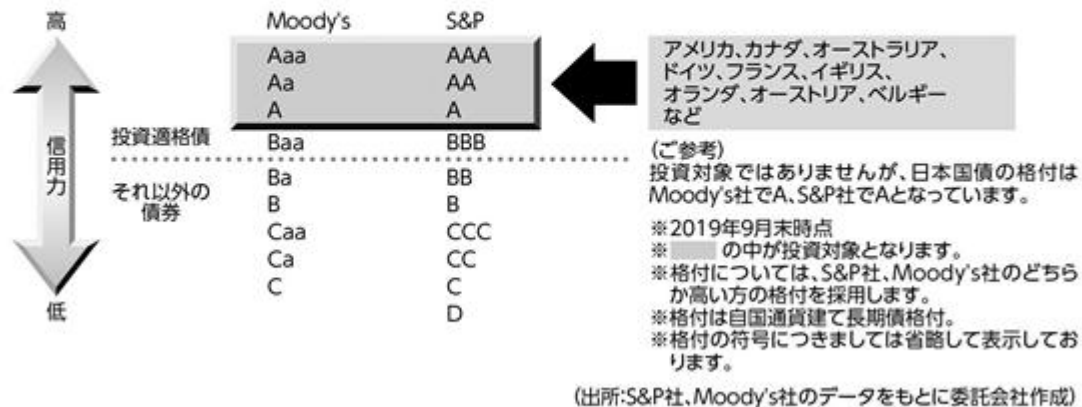 高
Moody's S&P
Aaa AAA
Aa AA
A A
投資適格債 Baa BBB
信用力
それ以外の
債券
Ba BB
B B
Caa CCC
Ca CC
C C
D
低
アメリカ、カナダ、オーストラリア、
ドイツ、フランス、イギリス、
オランダ、オーストリア、ベルギー
など
(ご参考)
投資対象ではありませんが、日本国債の格付は
Moody's社でA、S&P社でAとなっています。
※2019年9月末時点
※ の中が投資対象となります。
※格付については、S&P社、Moody's社のどちら
か高い方の格付を採用します。
※格付は自国通貨建て長期債格付。
※格付の符号につきましては省略して表示してお
ります。
(出所:S&P社、Moody's社のデータをもとに委託会社作成)